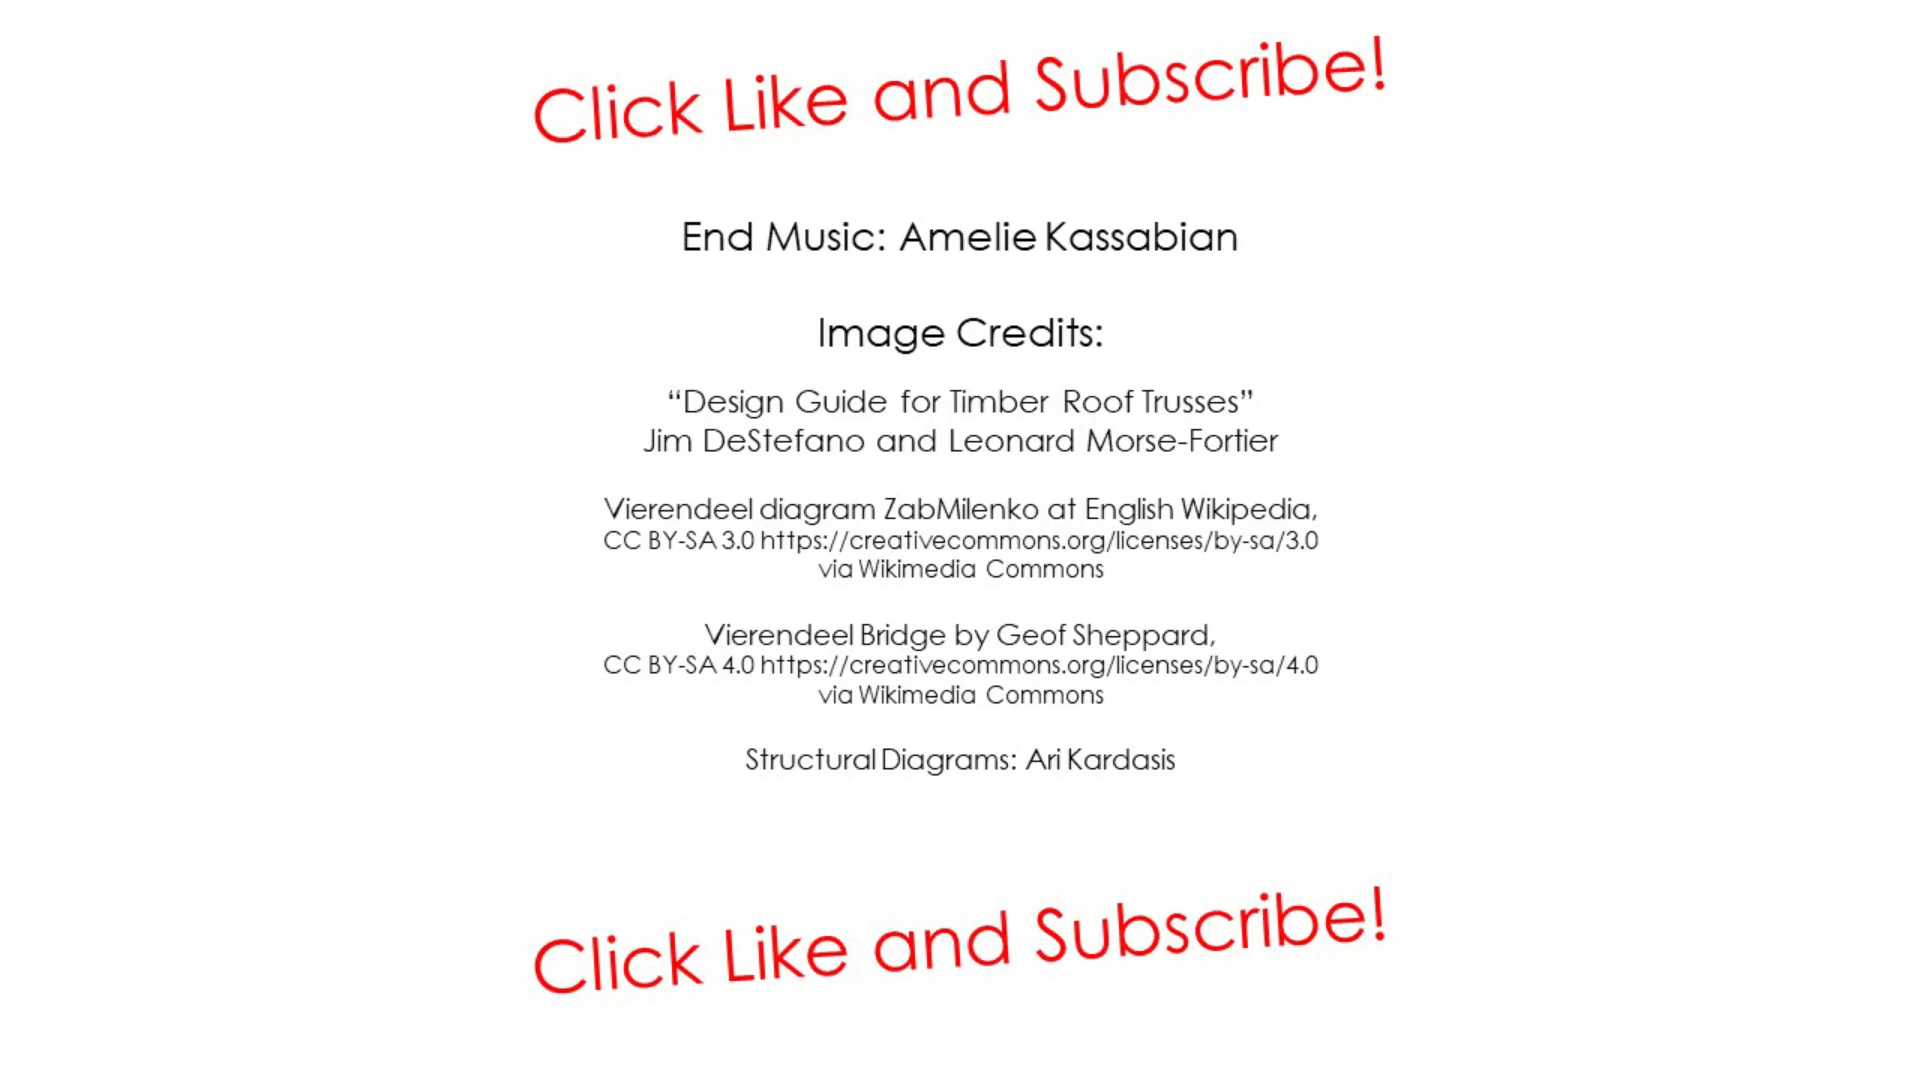 Click Like and Subscribe!
End Music: Amelie Kassabian
Image Credits:
“Design Guide for Timber Roof Trusses”
Jim DeStefano and Leonard Morse-Fortier
Vierendeel diagram ZabMilenko at English Wikipedia,
CC BY-SA 3.0 https://creativecommons.org/licenses/by-sa/3.0
via Wikimedia Commons
Vierendeel Bridge by Geof Sheppard,
CC BY-SA 4.0 https://creativecommons.org/licenses/by-sa/4.0
via Wikimedia Commons
Structural Diagrams: Ari Kardasis
Click Like and Subscribe!